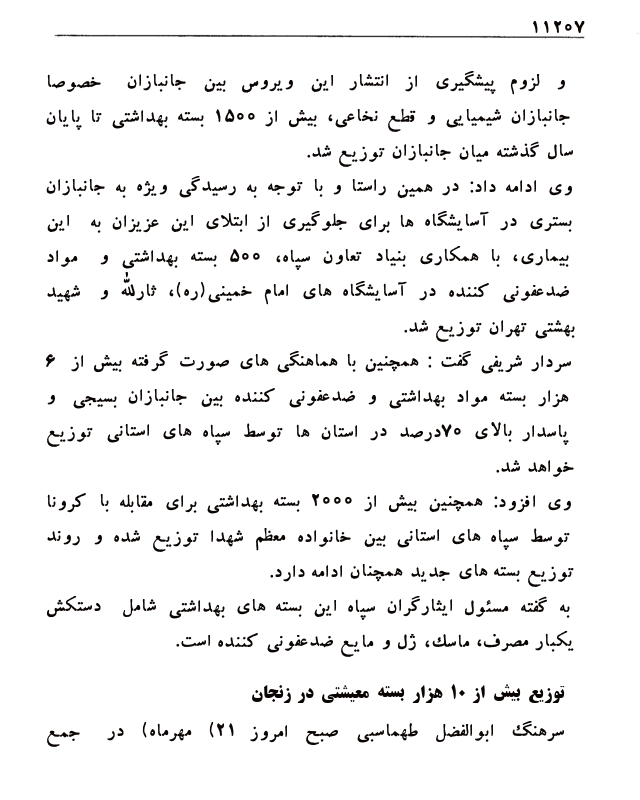 ۱۱۲۰۷
و لزوم پیشگیری از انتشار این ویروس بین جانبازان خصوصا
جانبازان شیمیایی و قطع نخاعی، بیش از ۱۵۰۰ بسته بهداشتی تا پایان
سال گذشته میان جانبازان توزیع شد.
وی ادامه داد: در همین راستا و با توجه به رسیدگی ویژه به جانبازان
بستری در آسایشگاه ها برای جلوگیری از ابتلای این عزیزان به این
بیماری، با همکاری بنیاد تعاون سپاه، ۵۰۰ بسته بهداشتی و مواد
ضدعفونی کننده در آسایشگاه های امام خمینی(ره)، ثارلله و شهید
بهشتی تهران توزیع شد.
سردار شریفی گفت : همچنین با هماهنگی های صورت گرفته بیش از ۶
هزار بسته مواد بهداشتی و ضدعفونی کننده بین جانبازان بسیجی و
پاسدار بالای ۷۰درصد در استان ها توسط سپاه های استانی توزیع
خواهد شد.
وی افزود: همچنین بیش از ۲۰۰۰ بسته بهداشتی برای مقابله با کرونا
توسط سپاه های استانی بین خانواده معظم شهدا توزیع شده و روند
توزیع بسته های جدید همچنان ادامه دارد.
به گفته مسئول ایثارگران سپاه این بسته های بهداشتی شامل دستکش
یکبار مصرف، ماسك، ژل و مایع ضدعفونی کننده است.
توزیع بیش از ۱۰ هزار بسته معیشتی در زنجان
سرهنگ ابوالفضل طهماسبی صبح امروز ۲۱) مهرماه) در جمع